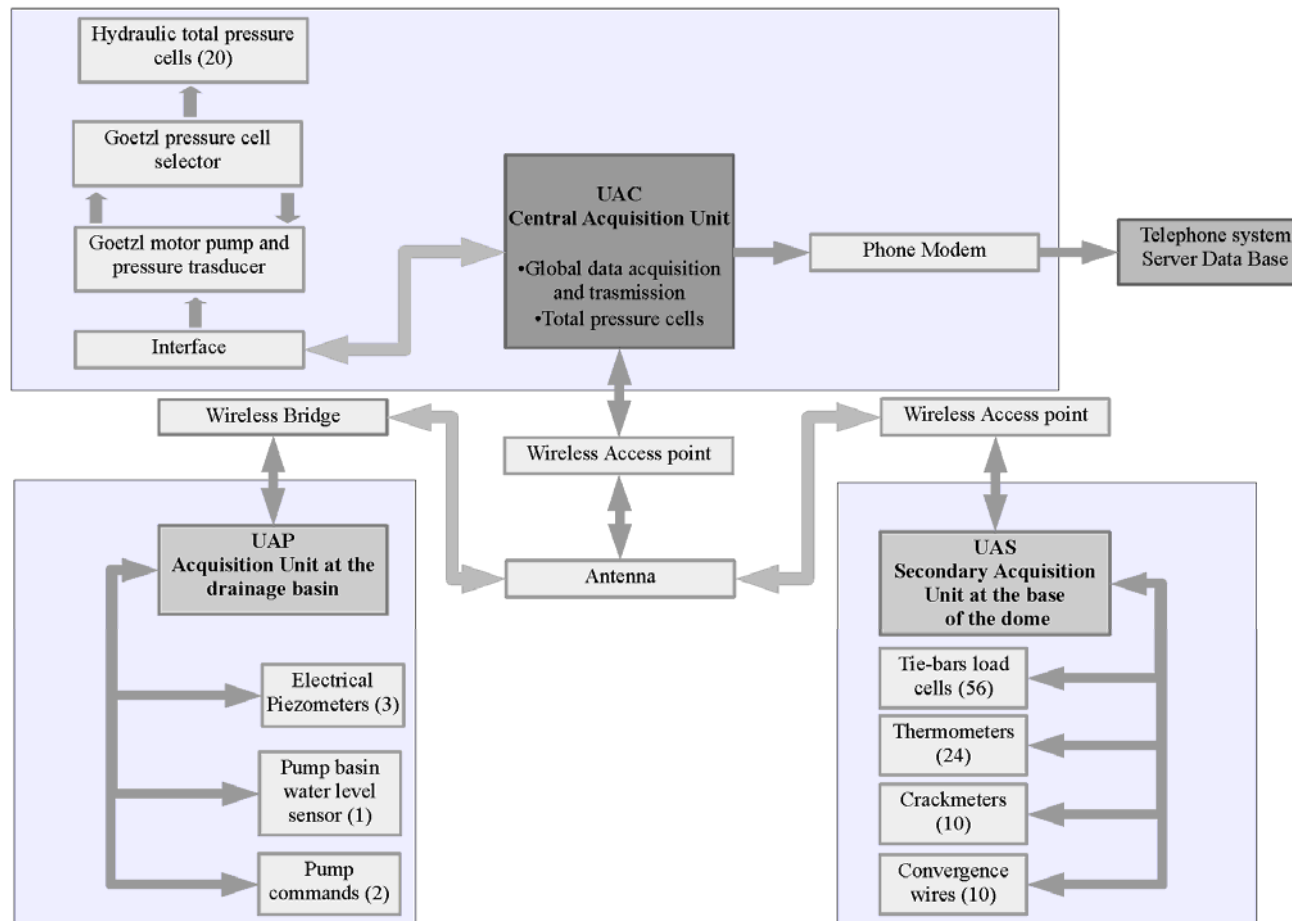 Hydraulic total pressure
cells (20)
Goetzl pressure cell
selector
Goetzl motor pump and
pressure trasducer
Interface
UAC
Central Acquisition Unit
•Global data acquisition
and trasmission
•Total pressure cells
Phone Modem
Telephone system
Server Data Base
Wireless Bridge
Wireless Access point
Wireless Access point
Antenna
UAP
Acquisition Unit at the
drainage basin
Electrical
Piezometers (3)
Pump basin
water level
sensor (1)
Pump
commands (2)
UAS
Secondary Acquisition
Unit at the base
of the dome
Tie-bars load
cells (56)
Thermometers
(24)
Crackmeters
(10)
Convergence
wires (10)